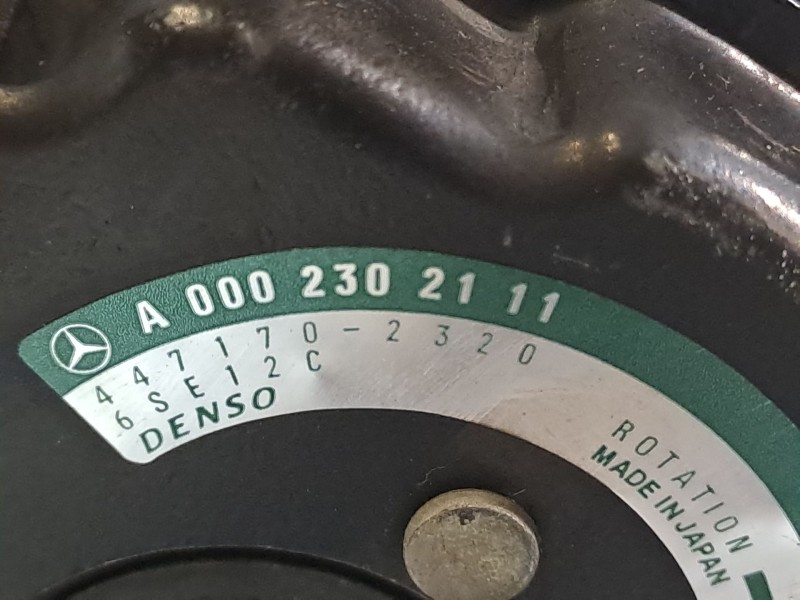 A 000 230 21 11
447170-2320
6SE12C
DENSO
ROTATION
MADE IN JAPAN